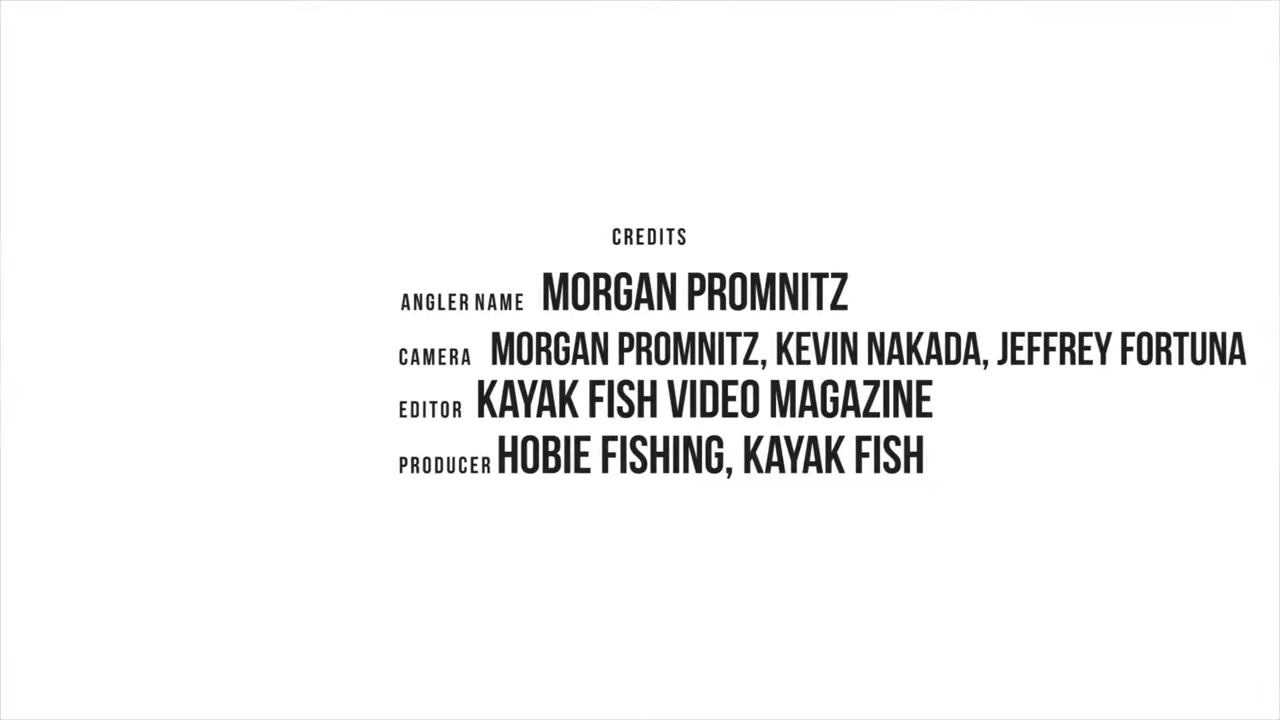 CREDITS
ANGLER NAME MORGAN PROMNITZ
CAMERA MORGAN PROMNITZ, KEVIN NAKADA, JEFFREY FORTUNA
EDITOR KAYAK FISH VIDEO MAGAZINE
PRODUCER HOBIE FISHING, KAYAK FISH